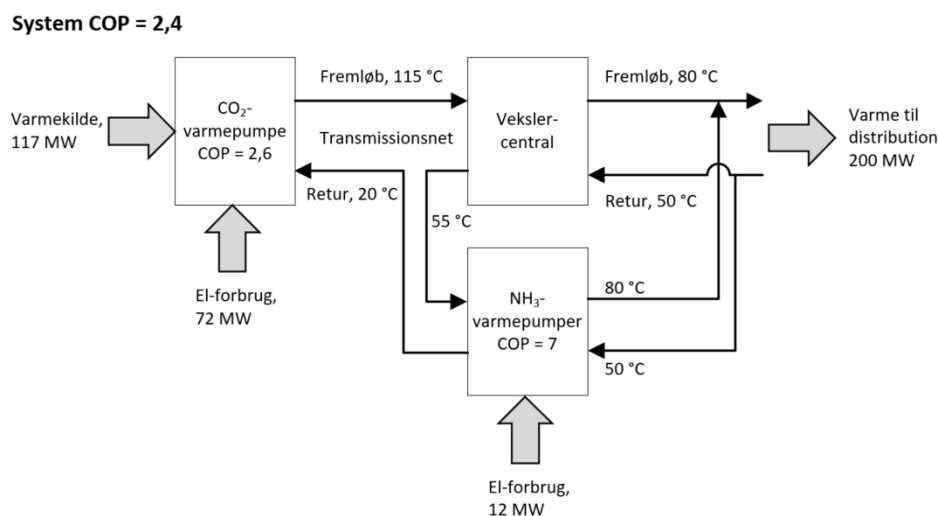 System COP = 2,4
Varmekilde,
117 MW
CO₂-
varmepumpe
COP = 2,6
El-forbrug,
72 MW
Fremløb, 115 °C
Transmissionsnet
Retur, 20 °C
55 °C
Veksler-
central
Fremløb, 80 °C
Retur, 50 °C
Varme til
distribution
200 MW
NH₃-
varmepumper
COP = 7
80 °C
50 °C
El-forbrug,
12 MW